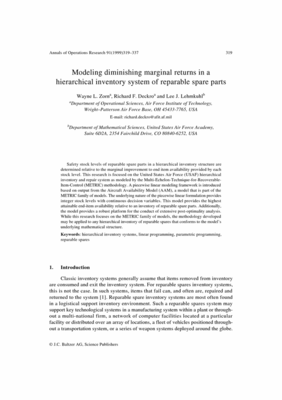 Annals of Operations Research 91(1999)319–337 319
Modeling diminishing marginal returns in a
hierarchical inventory system of reparable spare parts
Wayne L. Zorn, Richard F. Deckro and Lee J. Lehmkuhl
Department of Operational Sciences, Air Force Institute of Technology,
Wright-Patterson Air Force Base, OH 45433-7765, USA
E-mail:
Department of Mathematical Sciences, United States Air Force Academy,
Suite 6D2A, 2354 Fairchild Drive, CO 80840-6252, USA
Safety stock levels of reparable spare parts in a hierarchical inventory structure are
determined relative to the marginal improvement to end item availability provided by each
stock level. This research is focused on the United States Air Force (USAF) hierarchical
inventory and repair system as modeled by the Multi-Echelon-Technique-for-Recoverable-
Item-Control (METRIC) methodology. A piecewise linear modeling framework is introduced
based on output from the Aircraft Availability Model (AAM), a model that is part of the
METRIC family of models. The underlying nature of the piecewise linear formulation provides
integer stock levels with continuous decision variables. This model provides the highest
attainable end-item availability relative to an inventory of reparable spare parts. Additionally,
the model provides a robust platform for the conduct of extensive post-optimality analysis.
While this research focuses on the METRIC family of models, the methodology developed
may be applied to any hierarchical inventory of reparable spares that conforms to the model's
underlying mathematical structure.
Keywords: hierarchical inventory systems, linear programming, parametric programming,
reparable spares
1. Introduction
Classic inventory systems generally assume that items removed from inventory
are consumed and exit the inventory system. For reparable spares inventory systems,
this is not the case. In such systems, items that fail can, and often are, repaired and
returned to the system [1]. Reparable spare inventory systems are most often found
in a logistical support inventory environment. Such a reparable spares system may
support key technological systems in a manufacturing system within a plant or through-
out a multi-national firm, a network of computer facilities located at a particular
facility or distributed over an array of locations, a fleet of vehicles positioned through-
out a transportation system, or a series of weapon systems deployed around the globe.
© J.C. Baltzer AG, Science Publishers